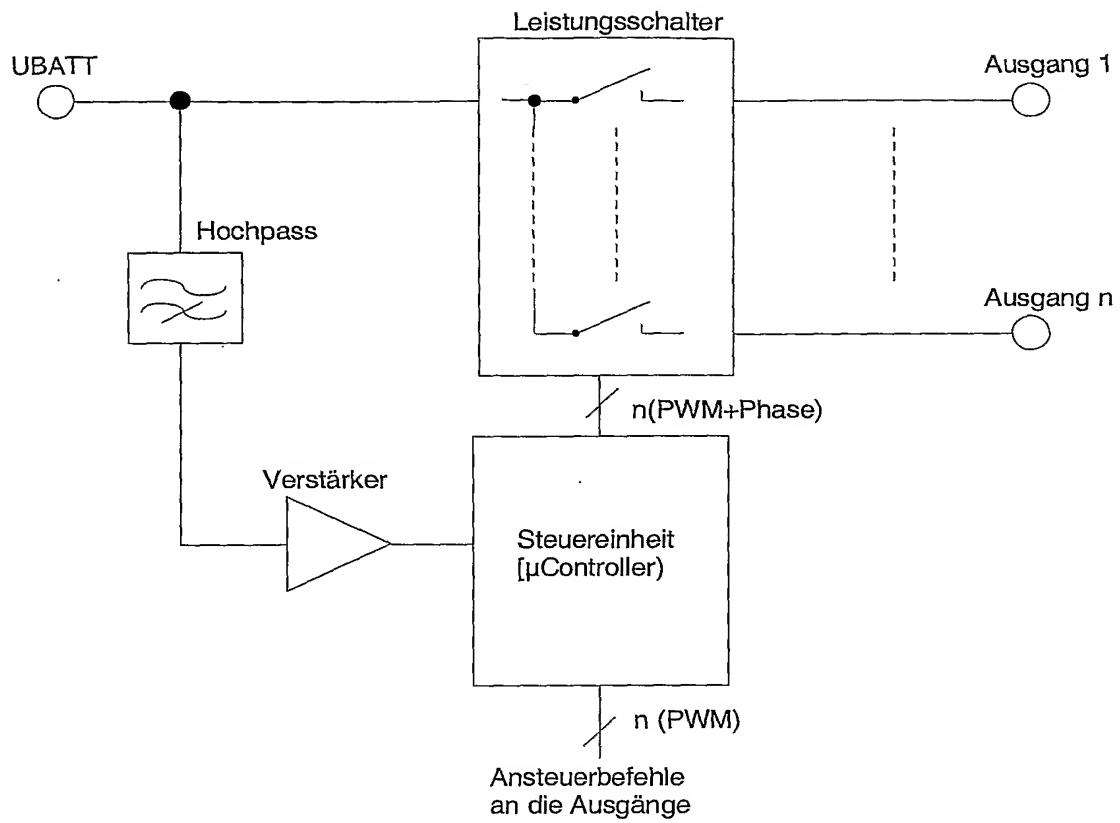 Leistungsschalter
UBATT
Ausgang 1
Hochpass
Ausgang n
n(PWM+Phase)
Verstärker
Steuereinheit
[µController)
n (PWM)
Ansteuerbefehle
an die Ausgänge